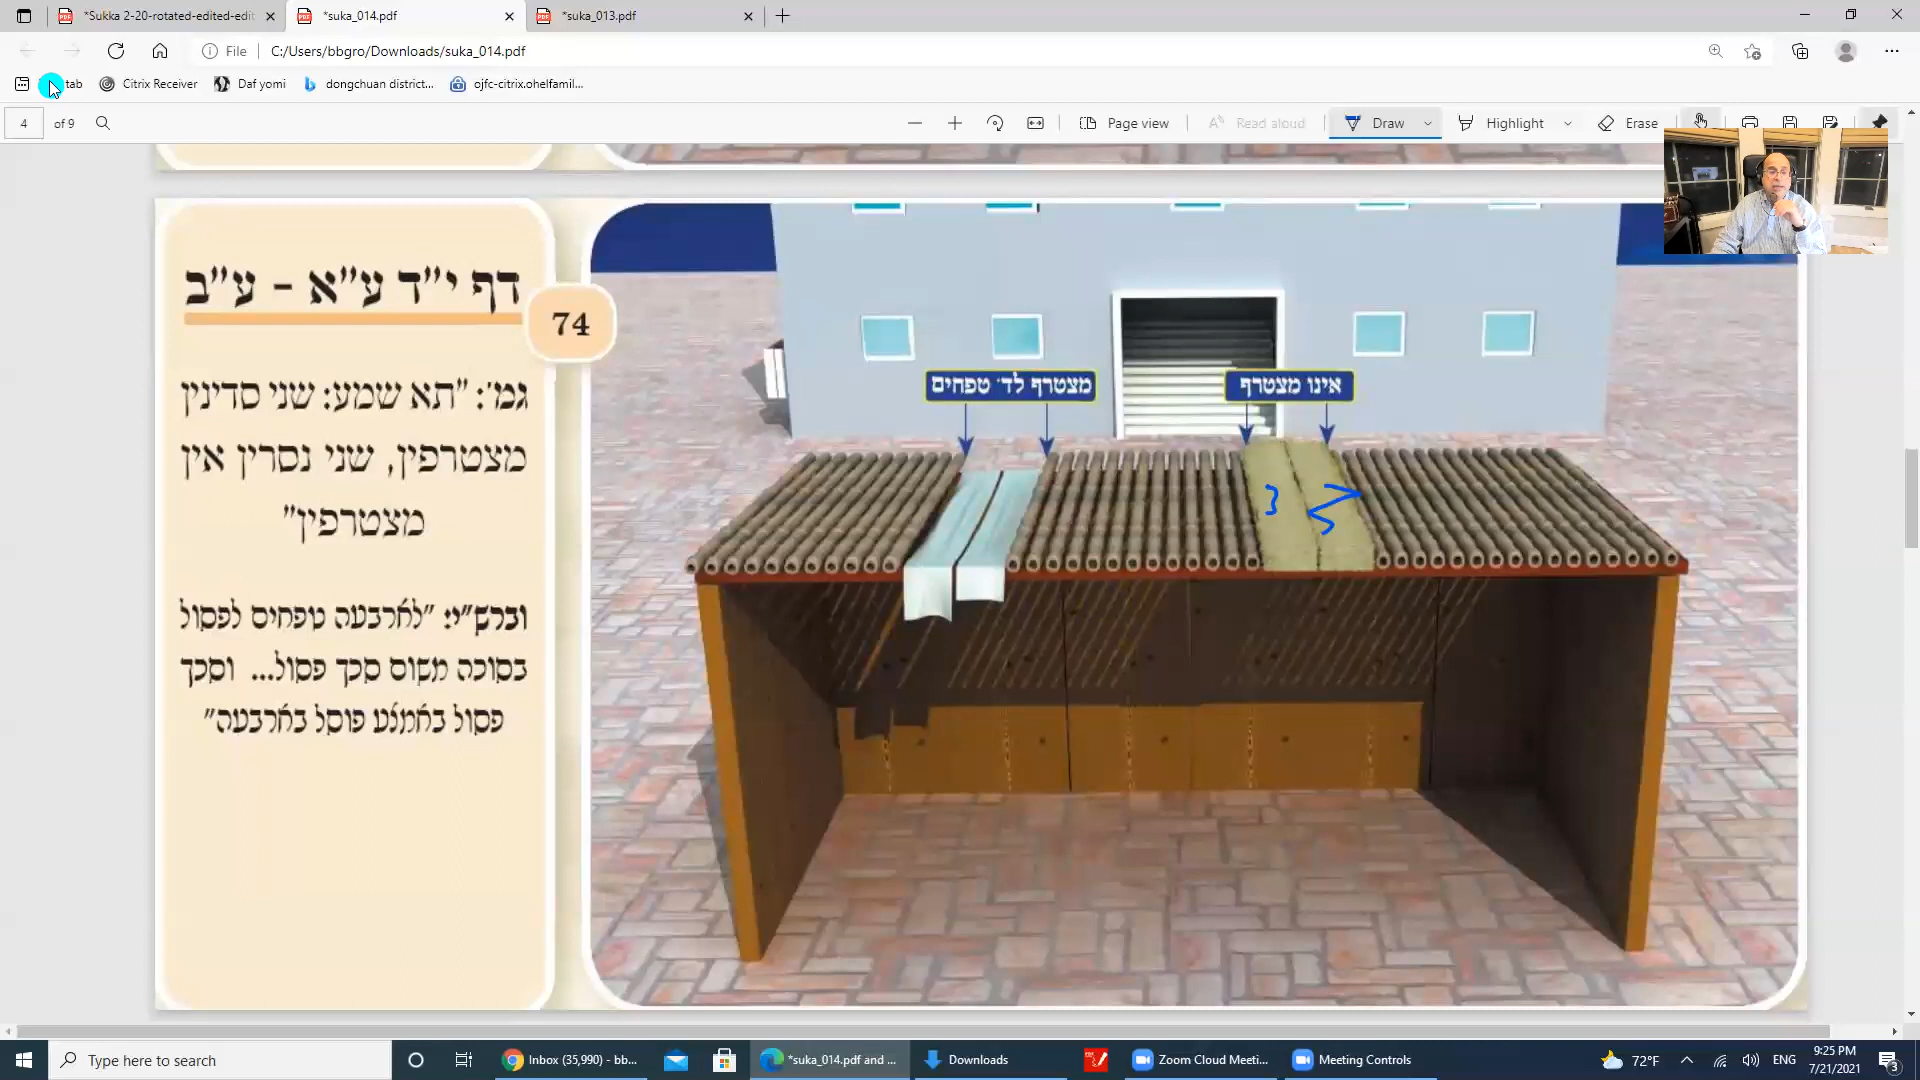 *Sukka 2-20-rotated-edited-edit
*suka_014.pdf
*suka_013.pdf
File
C:/Users/bbgro/Downloads/suka_014.pdf
tab
Citrix Receiver
Daf yomi
dongchuan district...
ojfc-citrix.ohelfamil...
4
of 9
Page view
Read aloud
Draw
Highlight
Erase
דף י"ד ע"א - ע"ב
74
גמ': "תא שמע: שני סדינין
מצטרפין, שני נסרין אין
מצטרפין"
וברש"י: "לארבעה טפחים לפסול
בסוכה משום סכך פסול... וסכך
פסול באמצע פוסל בארבעה"
מצטרף לד' טפחים
אינו מצטרף
3
Type here to search
Inbox (35,990) - bb...
*suka_014.pdf and ...
Downloads
Zoom Cloud Meeti...
Meeting Controls
72°F
ENG
9:25 PM
7/21/2021
3